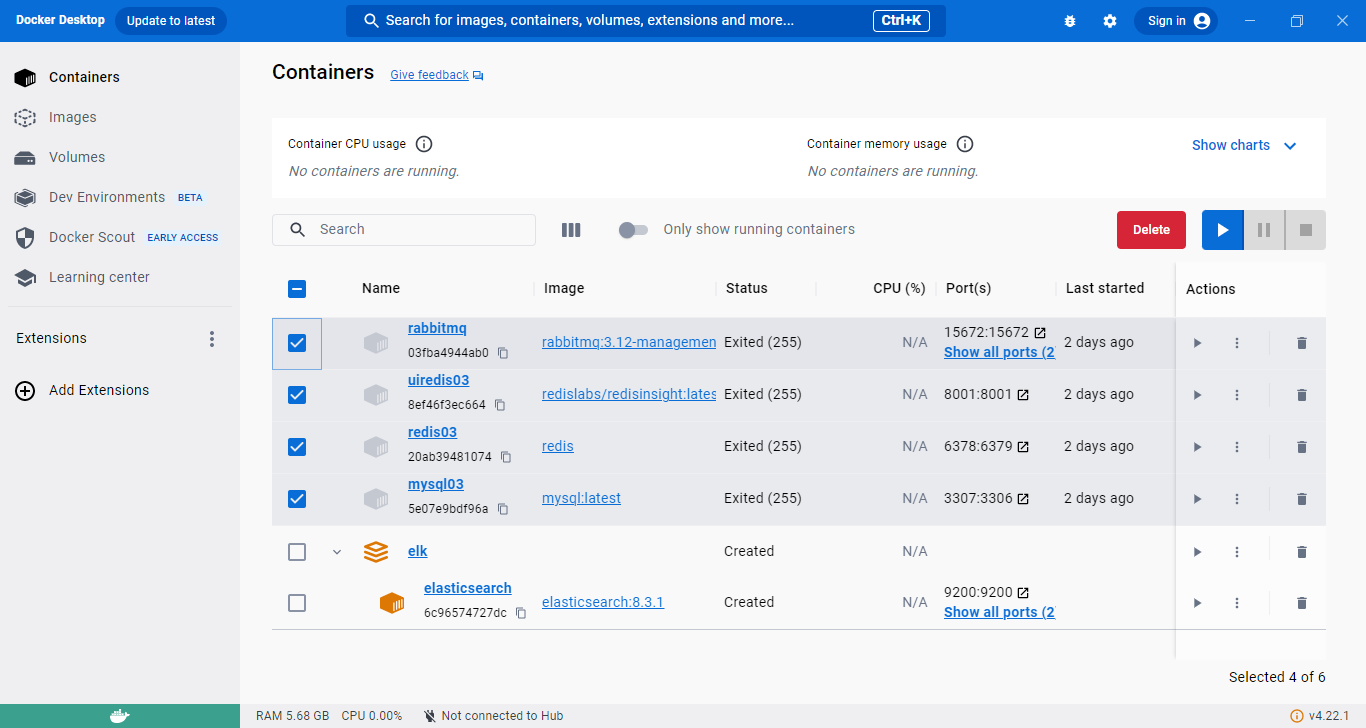 Docker Desktop
Update to latest
Search for images, containers, volumes, extensions and more...
Ctrl+K
Sign in
Containers
Images
Volumes
Dev Environments BETA
Docker Scout EARLY ACCESS
Learning center
Extensions
Add Extensions
Containers
Give feedback
Container CPU usage
No containers are running.
Container memory usage
No containers are running.
Show charts
Search
Only show running containers
Delete
Name Image Status CPU (%) Port(s) Last started Actions
rabbitmq
03fba4944ab0
rabbitmq:3.12-managemen
Exited (255)
N/A
15672:15672
Show all ports (2
2 days ago
uiredis03
8ef46f3ec664
redislabs/redisinsight:lates
Exited (255)
N/A
8001:8001
2 days ago
redis03
20ab39481074
redis
Exited (255)
N/A
6378:6379
2 days ago
mysql03
5e07e9bdf96a
mysql:latest
Exited (255)
N/A
3307:3306
2 days ago
elk
Created
N/A
elasticsearch
6c96574727dc
elasticsearch:8.3.1
Created
N/A
9200:9200
Show all ports (2
Selected 4 of 6
RAM 5.68 GB CPU 0.00% Not connected to Hub
v4.22.1